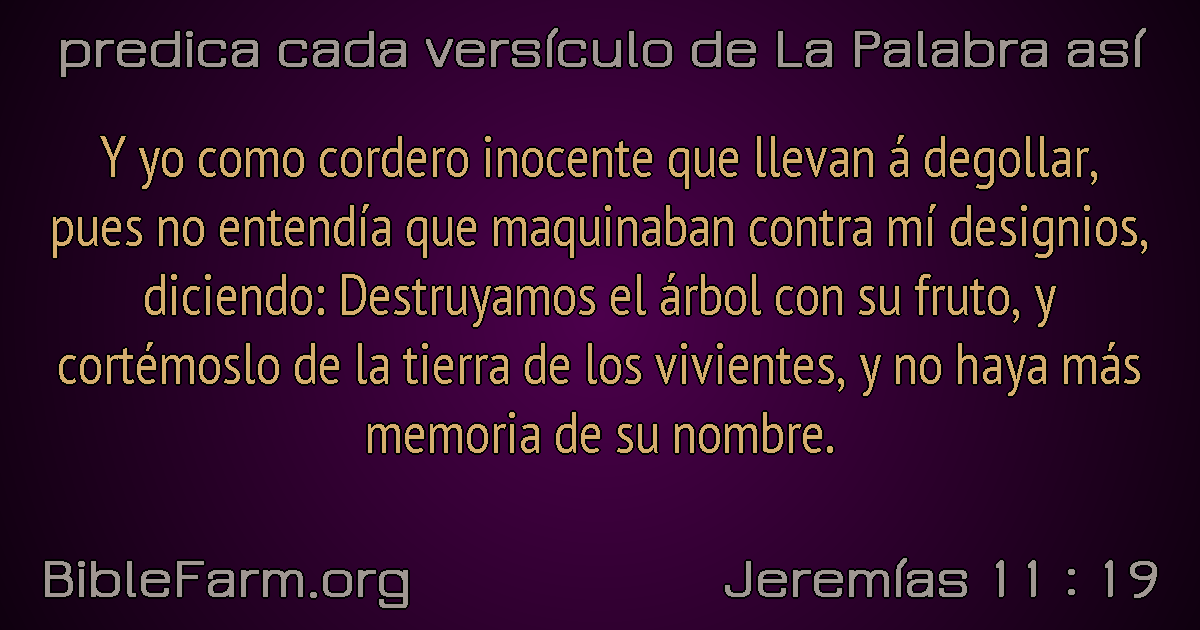 predica cada versículo de La Palabra así
Y yo como cordero inocente que llevan á degollar,
pues no entendía que maquinaban contra mí designios,
diciendo: Destruyamos el árbol con su fruto, y
cortémoslo de la tierra de los vivientes, y no haya más
memoria de su nombre.
BibleFarm.org
Jeremías 11 : 19